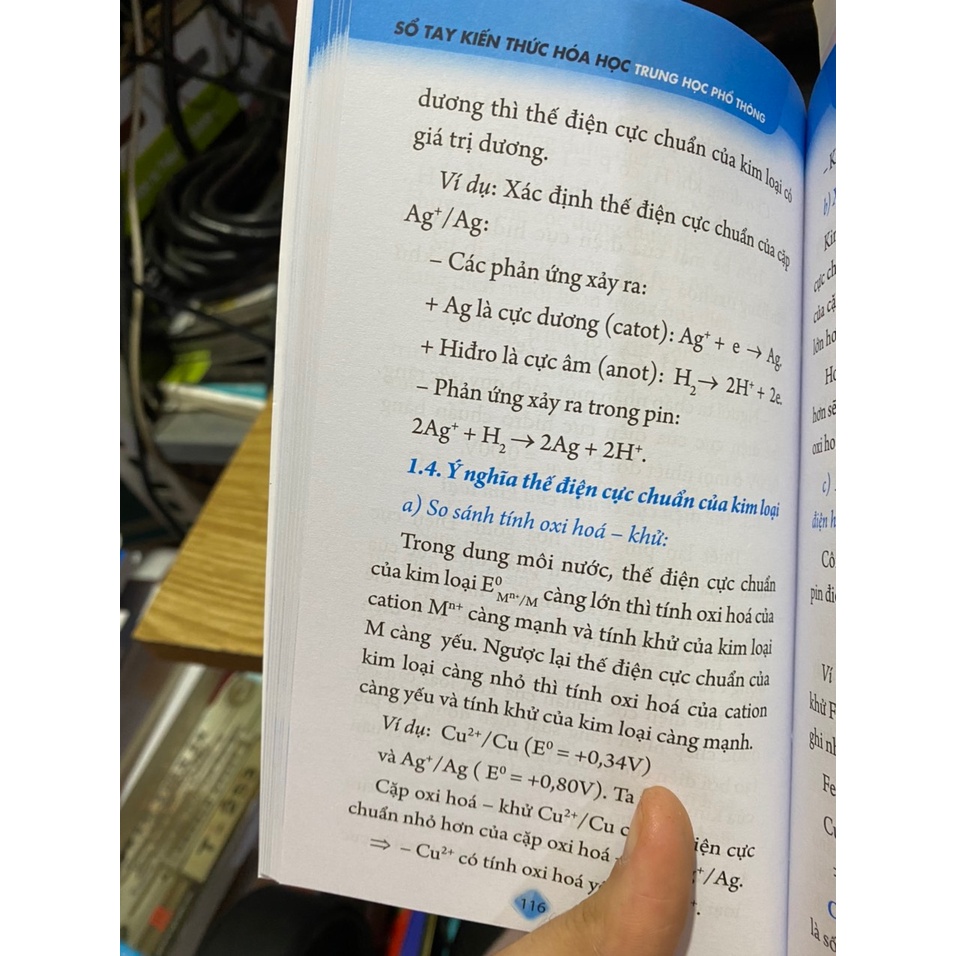 SỔ TAY KIẾN THỨC HÓA HỌC TRUNG HỌC PHỔ THÔNG
dương thì thế điện cực chuẩn của kim loại có
giá trị dương.
Ví dụ: Xác định thế điện cực chuẩn của cặp
Ag⁺/Ag:
– Các phản ứng xảy ra:
+ Ag là cực dương (catot): Ag⁺ + e → Ag.
+ Hiđro là cực âm (anot): H₂ → 2H⁺ + 2e.
– Phản ứng xảy ra trong pin:
2Ag⁺ + H₂ → 2Ag + 2H⁺.
1.4. Ý nghĩa thế điện cực chuẩn của kim loại
a) So sánh tính oxi hoá – khử:
Trong dung môi nước, thế điện cực chuẩn
của kim loại E⁰Mⁿ⁺/M càng lớn thì tính oxi hoá của
cation Mⁿ⁺ càng mạnh và tính khử của kim loại
M càng yếu. Ngược lại thế điện cực chuẩn của
kim loại càng nhỏ thì tính oxi hoá của cation
càng yếu và tính khử của kim loại càng mạnh.
Ví dụ: Cu²⁺/Cu (E⁰ = +0,34V)
và Ag⁺/Ag ( E⁰ = +0,80V). Ta
Cặp oxi hoá – khử Cu²⁺/Cu điện cực
chuẩn nhỏ hơn của cặp oxi hoá – /Ag.
⇒ – Cu²⁺ có tính oxi hoá
116